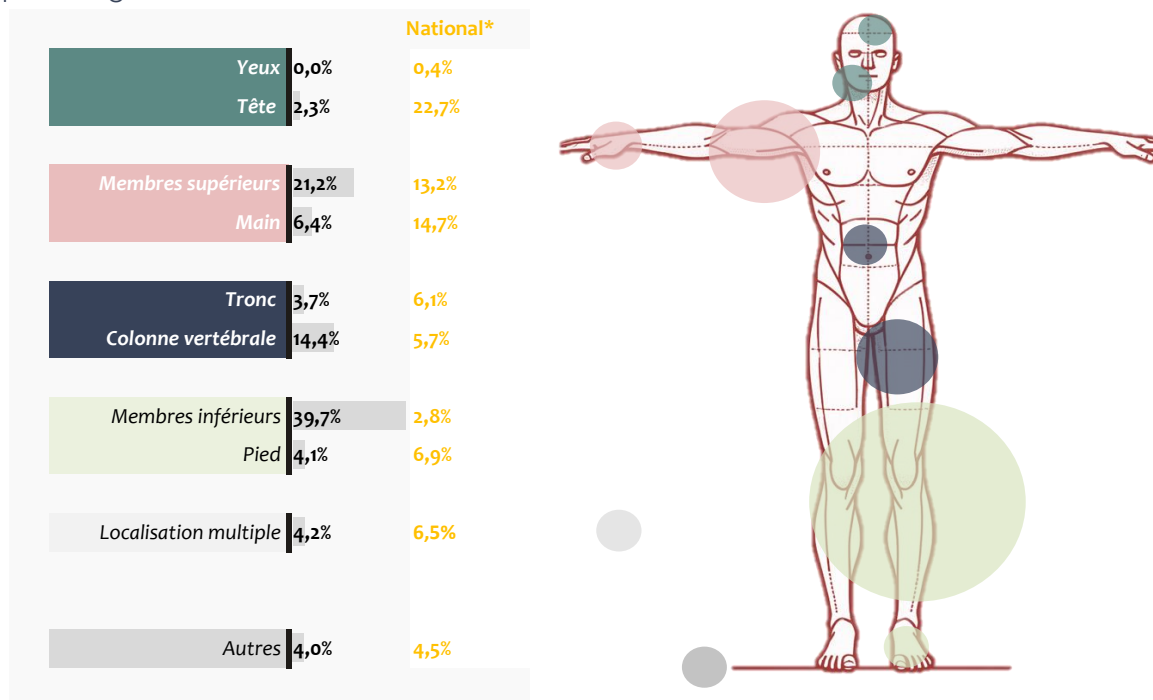 National*
Yeux 0,0% 0,4%
Tête 2,3% 22,7%
Membres supérieurs 21,2% 13,2%
Main 6,4% 14,7%
Tronc 3,7% 6,1%
Colonne vertébrale 14,4% 5,7%
Membres inférieurs 39,7% 2,8%
Pied 4,1% 6,9%
Localisation multiple 4,2% 6,5%
Autres 4,0% 4,5%